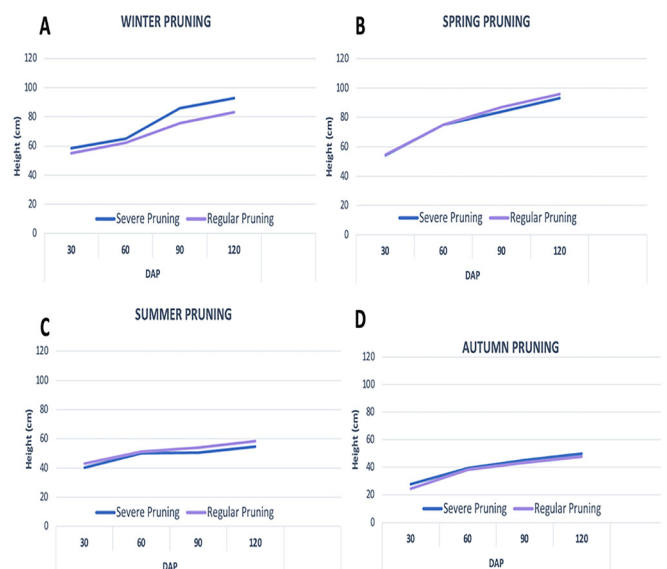 A
WINTER PRUNING
120
100
80
60
40
20
0
Height (cm)
Severe Pruning Regular Pruning
30 60 90 120
DAP
B
SPRING PRUNING
120
100
80
60
40
20
0
Height (cm)
Severe Pruning Regular Pruning
30 60 90 120
DAP
C
SUMMER PRUNING
120
100
80
60
40
20
0
Height (cm)
Severe Pruning Regular Pruning
30 60 90 120
DAP
D
AUTUMN PRUNING
120
100
80
60
40
20
0
Height (cm)
Severe Pruning Regular Pruning
30 60 90 120
DAP